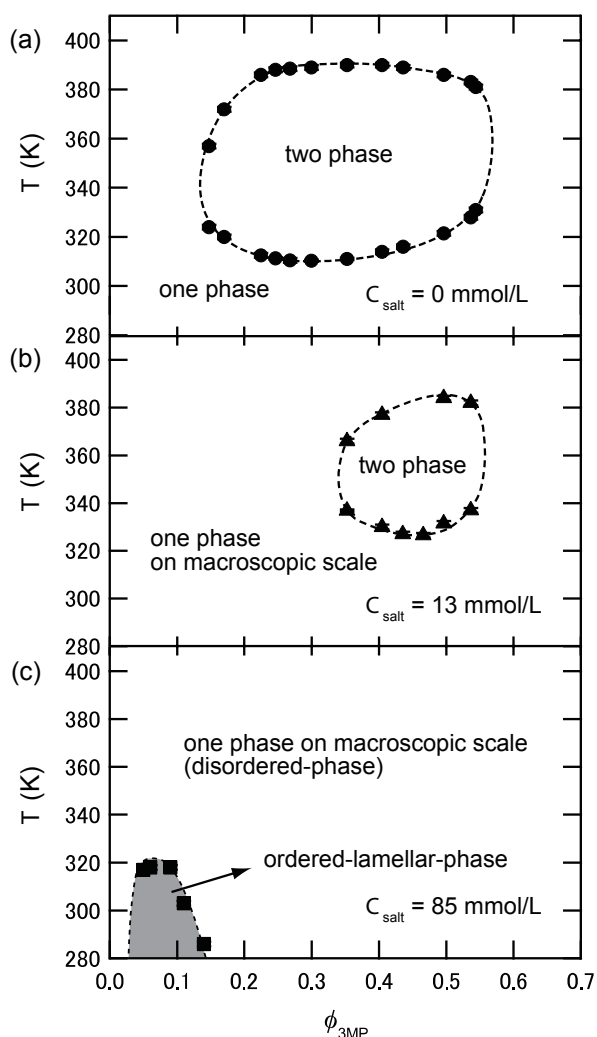 (a)
T (K)
400
380
360
340
320
300
280
two phase
one phase
C_salt = 0 mmol/L
(b)
T (K)
400
380
360
340
320
300
280
two phase
one phase
on macroscopic scale
C_salt = 13 mmol/L
(c)
T (K)
400
380
360
340
320
300
280
one phase on macroscopic scale
(disordered-phase)
ordered-lamellar-phase
C_salt = 85 mmol/L
0.0 0.1 0.2 0.3 0.4 0.5 0.6 0.7
ϕ_3MP